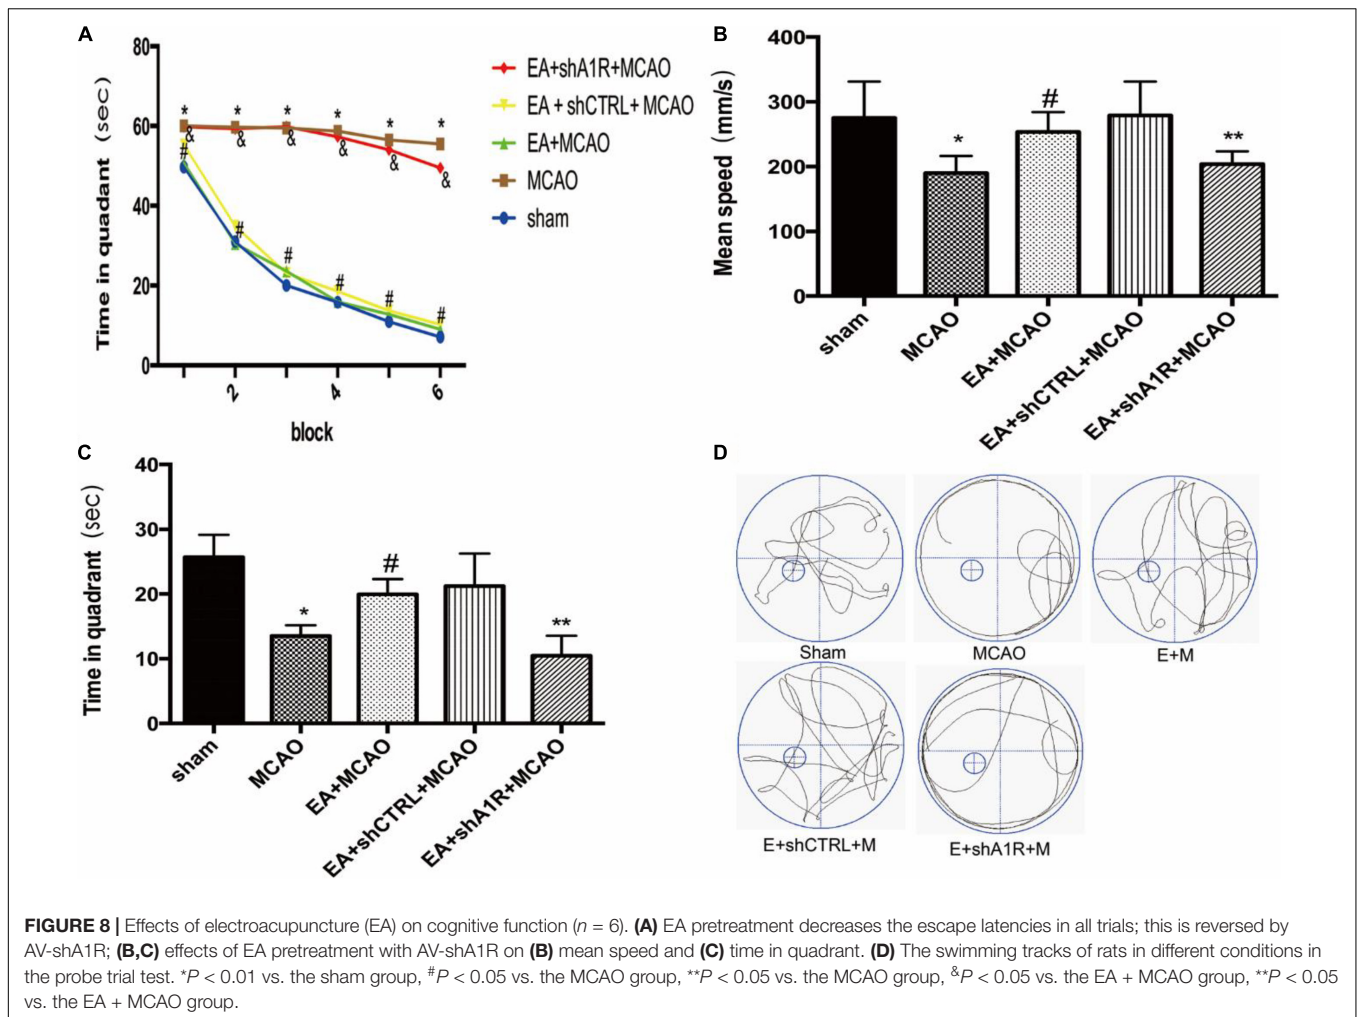 A
80
60
40
20
0
Time in quadant (sec)
* * * * * *
& & & & & &
# # # # # #
2 4 6
block
EA+shA1R+MCAO
EA + shCTRL+ MCAO
EA+MCAO
MCAO
sham
B
400
300
200
100
0
Mean speed (mm/s)
* # **
sham
MCAO
EA+MCAO
EA+shCTRL+MCAO
EA+shA1R+MCAO
C
40
30
20
10
0
Time in quadrant (sec)
* # **
sham
MCAO
EA+MCAO
EA+shCTRL+MCAO
EA+shA1R+MCAO
D
Sham
MCAO
E+M
E+shCTRL+M
E+shA1R+M
FIGURE 8 | Effects of electroacupuncture (EA) on cognitive function (n = 6). (A) EA pretreatment decreases the escape latencies in all trials; this is reversed by
AV-shA1R; (B,C) effects of EA pretreatment with AV-shA1R on (B) mean speed and (C) time in quadrant. (D) The swimming tracks of rats in different conditions in
the probe trial test. *P < 0.01 vs. the sham group, #P < 0.05 vs. the MCAO group, **P < 0.05 vs. the MCAO group, &P < 0.05 vs. the EA + MCAO group, **P < 0.05
vs. the EA + MCAO group.